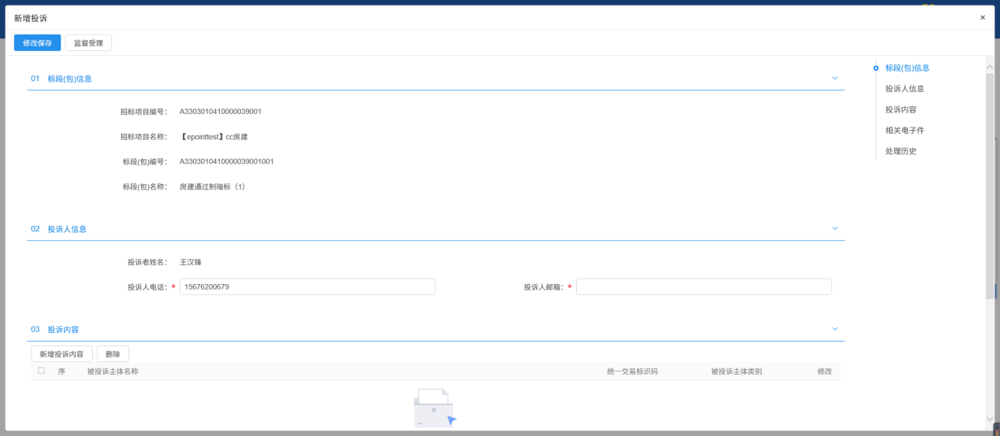 新增投诉 ×
修改保存 监督受理
01 标段(包)信息
招标项目编号： A3303010410000039001
招标项目名称： 【epointtest】cc房建
标段(包)编号： A3303010410000039001001
标段(包)名称： 房建通过制暗标（1）
02 投诉人信息
投诉者姓名： 王汉锋
投诉人电话：* 15676200679 投诉人邮箱：*
03 投诉内容
新增投诉内容 删除
序 被投诉主体名称 统一交易标识码 被投诉主体类别 修改
标段(包)信息
投诉人信息
投诉内容
相关电子件
处理历史